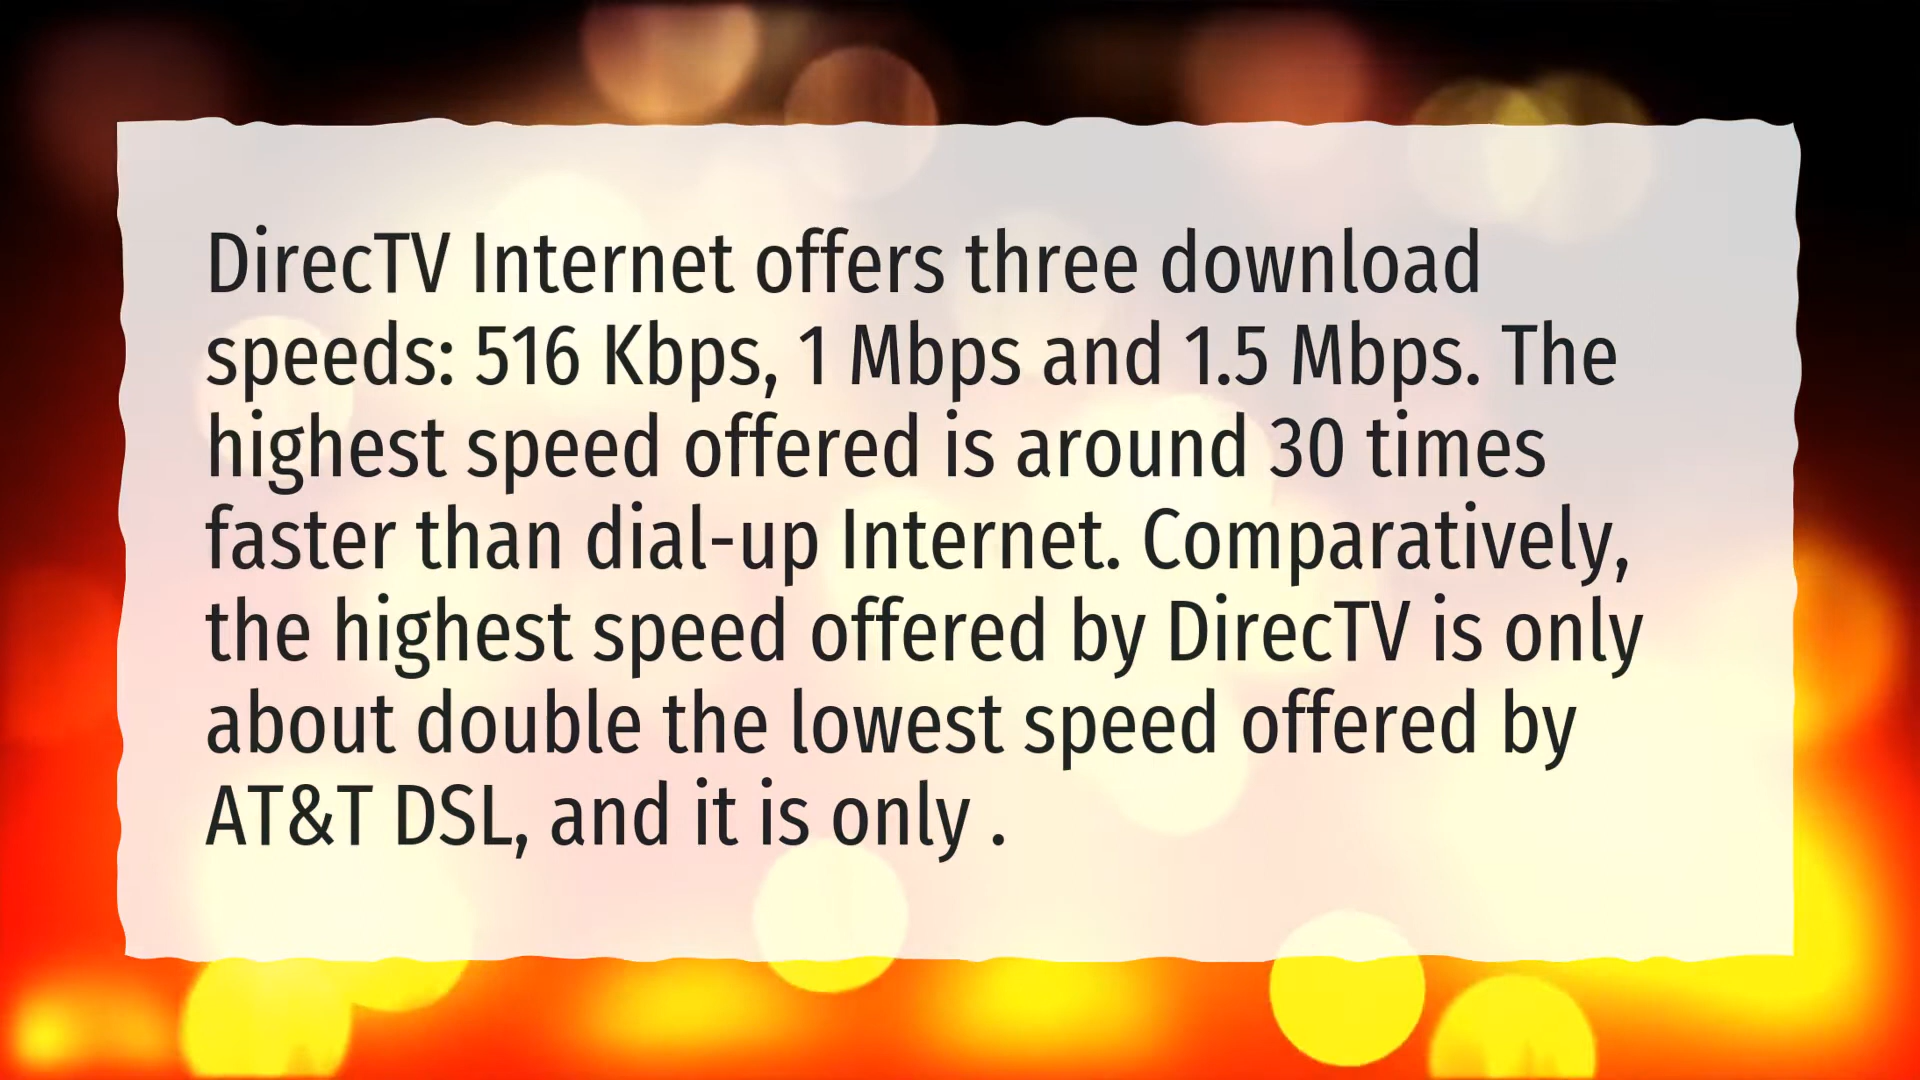 DirecTV Internet offers three download
speeds: 516 Kbps, 1 Mbps and 1.5 Mbps. The
highest speed offered is around 30 times
faster than dial-up Internet. Comparatively,
the highest speed offered by DirecTV is only
about double the lowest speed offered by
AT&T DSL, and it is only .